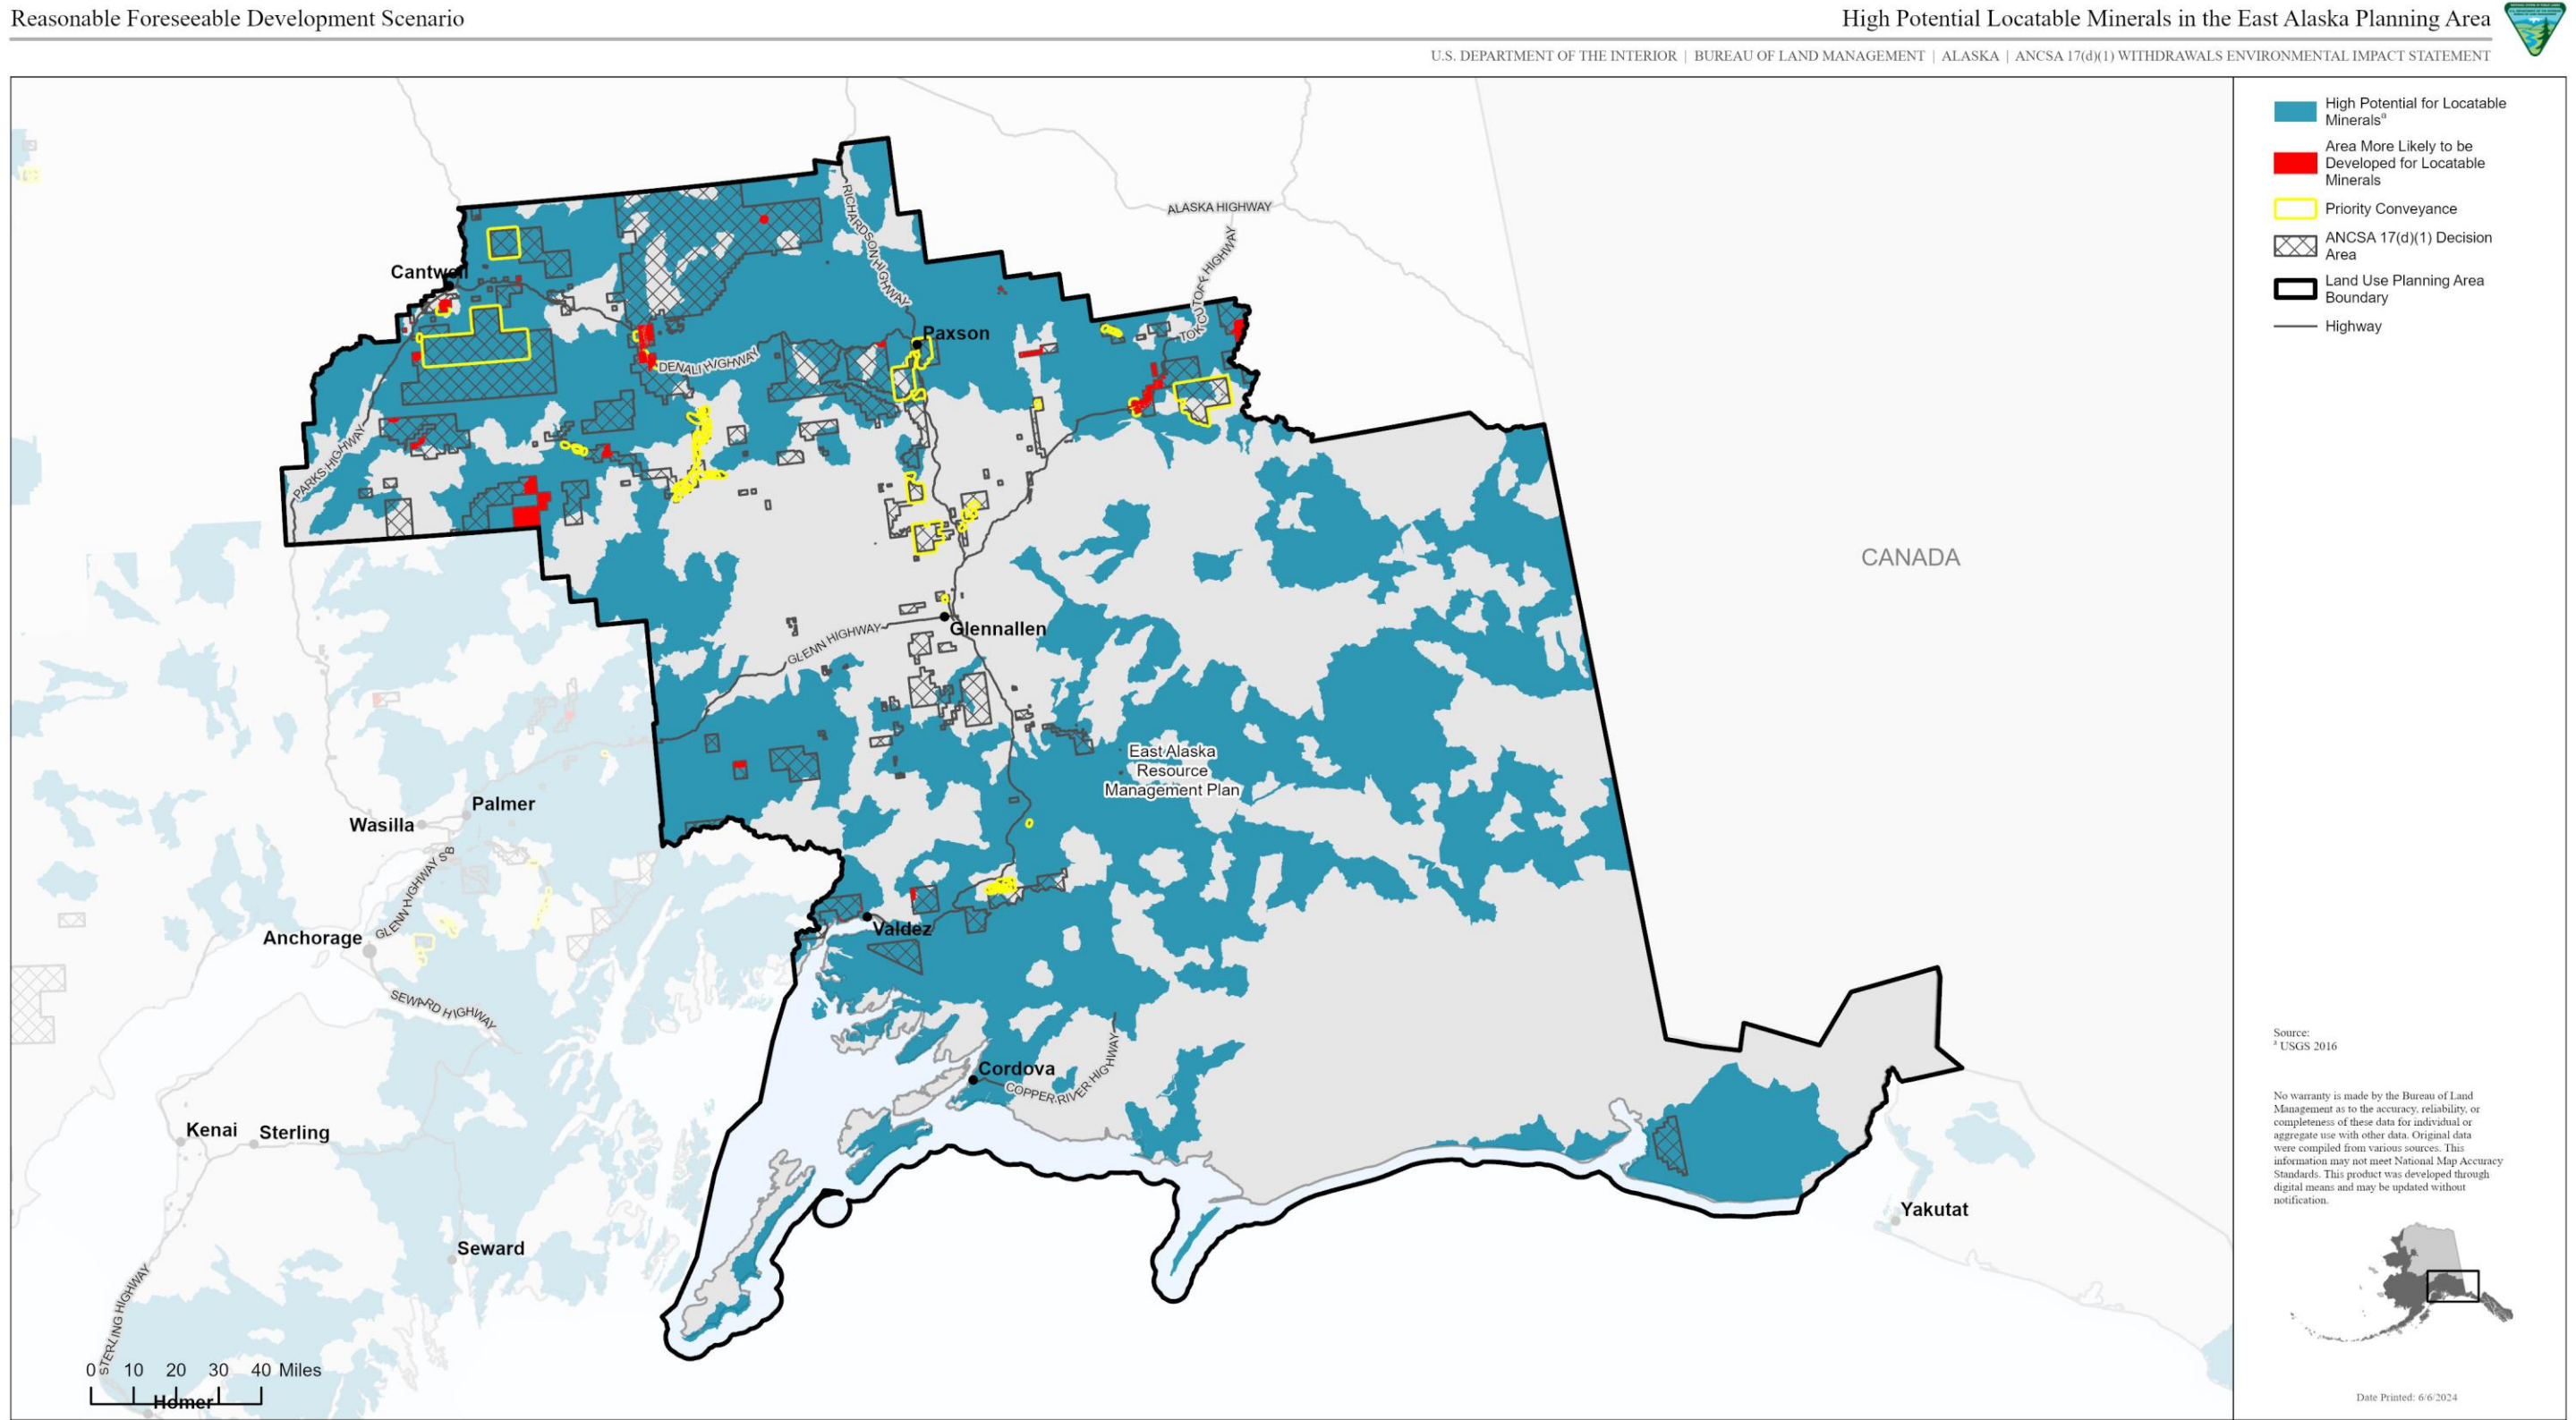 Reasonable Foreseeable Development Scenario
High Potential Locatable Minerals in the East Alaska Planning Area
U.S. DEPARTMENT OF THE INTERIOR | BUREAU OF LAND MANAGEMENT | ALASKA | ANCSA 17(d)(1) WITHDRAWALS ENVIRONMENTAL IMPACT STATEMENT
High Potential for Locatable
Mineralsª
Area More Likely to be
Developed for Locatable
Minerals
Priority Conveyance
ANCSA 17(d)(1) Decision
Area
Land Use Planning Area
Boundary
Highway
ALASKA HIGHWAY
RICHARDSON HIGHWAY
TOK CUTOFF HIGHWAY
Cantwell
Paxson
DENALI HIGHWAY
PARKS HIGHWAY
CANADA
Glennallen
GLENN HIGHWAY
East Alaska
Resource
Management Plan
Palmer
Wasilla
GLENN HIGHWAY SB
Anchorage
Valdez
SEWARD HIGHWAY
Cordova
COPPER RIVER HIGHWAY
Kenai
Sterling
Yakutat
Seward
STERLING HIGHWAY
0 10 20 30 40 Miles
Homer
Source:
ª USGS 2016
No warranty is made by the Bureau of Land
Management as to the accuracy, reliability, or
completeness of these data for individual or
aggregate use with other data. Original data
were compiled from various sources. This
information may not meet National Map Accuracy
Standards. This product was developed through
digital means and may be updated without
notification.
Date Printed: 6/6/2024